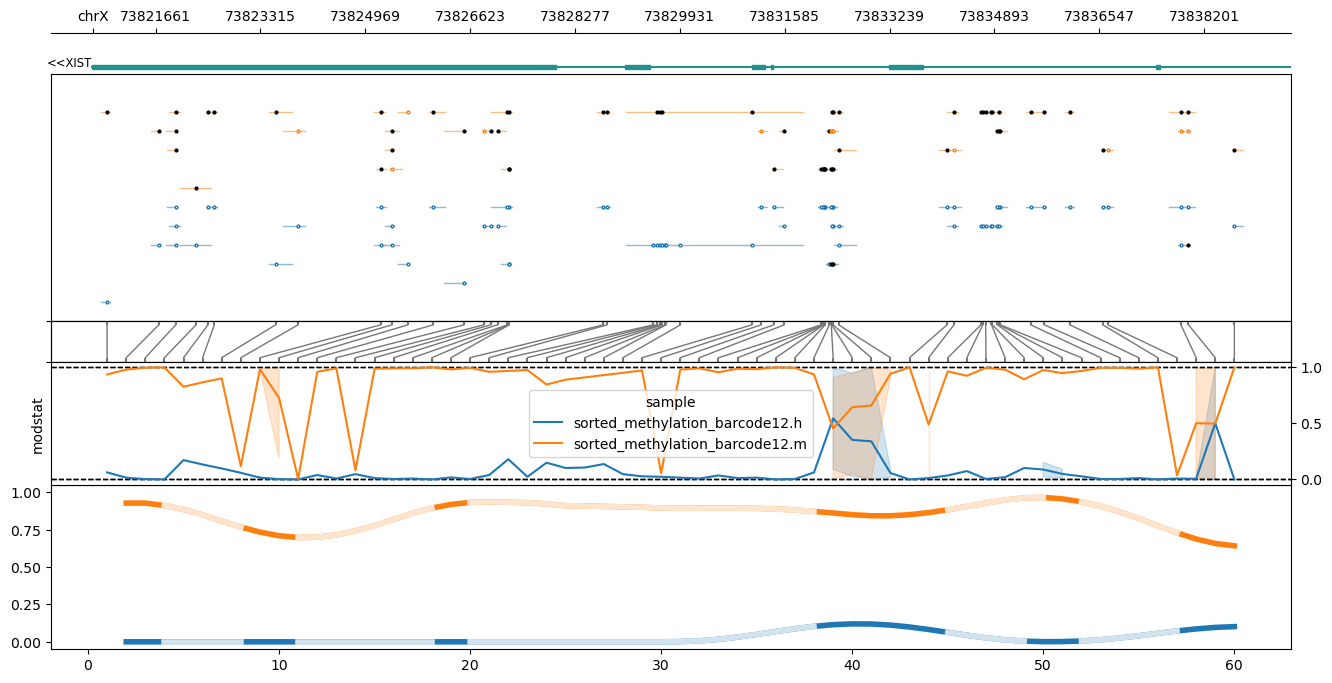 chrX 73821661 73823315 73824969 73826623 73828277 73829931 73831585 73833239 73834893 73836547 73838201
<<XIST
modstat
sample
sorted_methylation_barcode12.h
sorted_methylation_barcode12.m
1.0
0.5
0.0
1.00
0.75
0.50
0.25
0.00
0 10 20 30 40 50 60